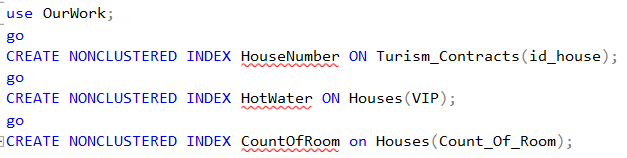 use OurWork;
go
CREATE NONCLUSTERED INDEX HouseNumber ON Turism_Contracts(id_house);
go
CREATE NONCLUSTERED INDEX HotWater ON Houses(VIP);
go
CREATE NONCLUSTERED INDEX CountOfRoom on Houses(Count_Of_Room);